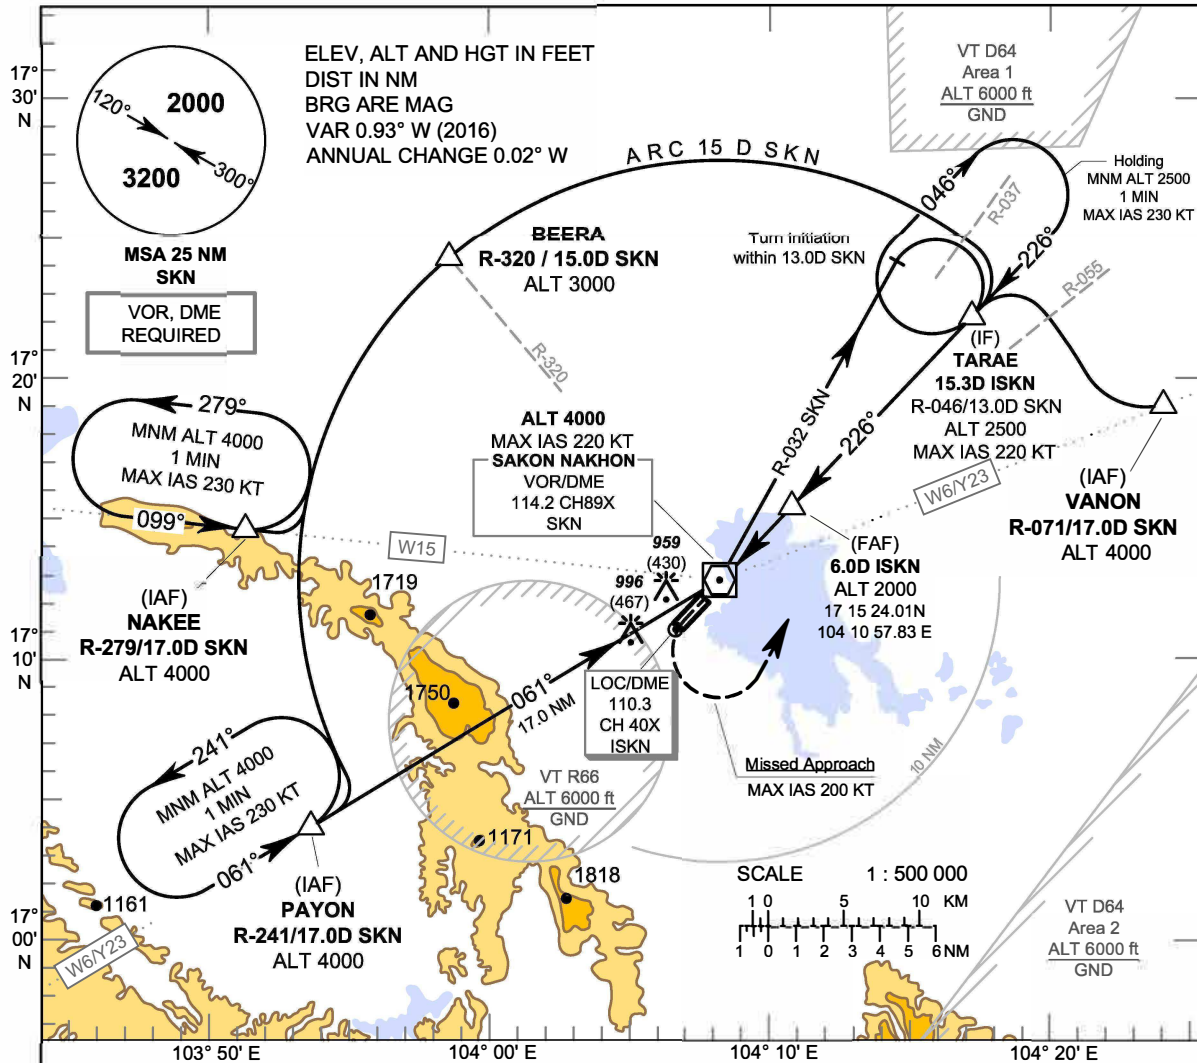 ELEV, ALT AND HGT IN FEET
DIST IN NM
BRG ARE MAG
VAR 0.93° W (2016)
ANNUAL CHANGE 0.02° W
17°
30'
N
120°
2000
3200
300°
MSA 25 NM
SKN
VOR, DME
REQUIRED
ARC 15 D SKN
VT D64
Area 1
ALT 6000 ft
GND
Holding
MNM ALT 2500
1 MIN
MAX IAS 230 KT
046°
R-037
226°
R-055
Turn initiation
within 13.0D SKN
BEERA
R-320 / 15.0D SKN
ALT 3000
R-320
17°
20'
N
(IF)
TARAE
15.3D ISKN
R-046/13.0D SKN
ALT 2500
MAX IAS 220 KT
279°
MNM ALT 4000
1 MIN
MAX IAS 230 KT
099°
ALT 4000
MAX IAS 220 KT
SAKON NAKHON
VOR/DME
114.2 CH89X
SKN
R-032 SKN
226°
W6/Y23
(IAF)
VANON
R-071/17.0D SKN
ALT 4000
W15
959
(430)
996
(467)
(FAF)
6.0D ISKN
ALT 2000
17 15 24.01N
104 10 57.83 E
(IAF)
NAKEE
R-279/17.0D SKN
ALT 4000
1719
17°
10'
N
1750
061°
17.0 NM
LOC/DME
110.3
CH 40X
ISKN
Missed Approach
MAX IAS 200 KT
10 NM
241°
MNM ALT 4000
1 MIN
MAX IAS 230 KT
061°
VT R66
ALT 6000 ft
GND
1171
1818
1161
(IAF)
PAYON
R-241/17.0D SKN
ALT 4000
W6/Y23
17°
00'
N
SCALE 1 : 500 000
1 0 5 10 KM
1 0 1 2 3 4 5 6 NM
VT D64
Area 2
ALT 6000 ft
GND
103°50' E 104°00' E 104°10' E 104°20' E